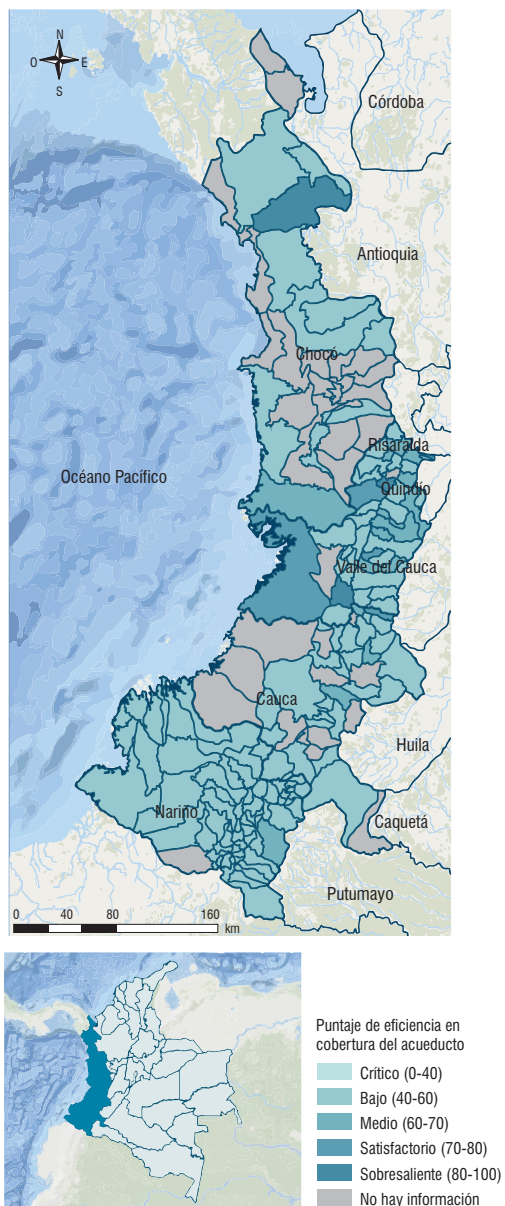 N
O
E
S
Córdoba
Antioquia
Chocó
Risaralda
Océano Pacífico
Quindío
Valle del Cauca
Cauca
Huila
Nariño
Caquetá
Putumayo
0 40 80 160
km
Puntaje de eficiencia en
cobertura del acueducto
Crítico (0-40)
Bajo (40-60)
Medio (60-70)
Satisfactorio (70-80)
Sobresaliente (80-100)
No hay información